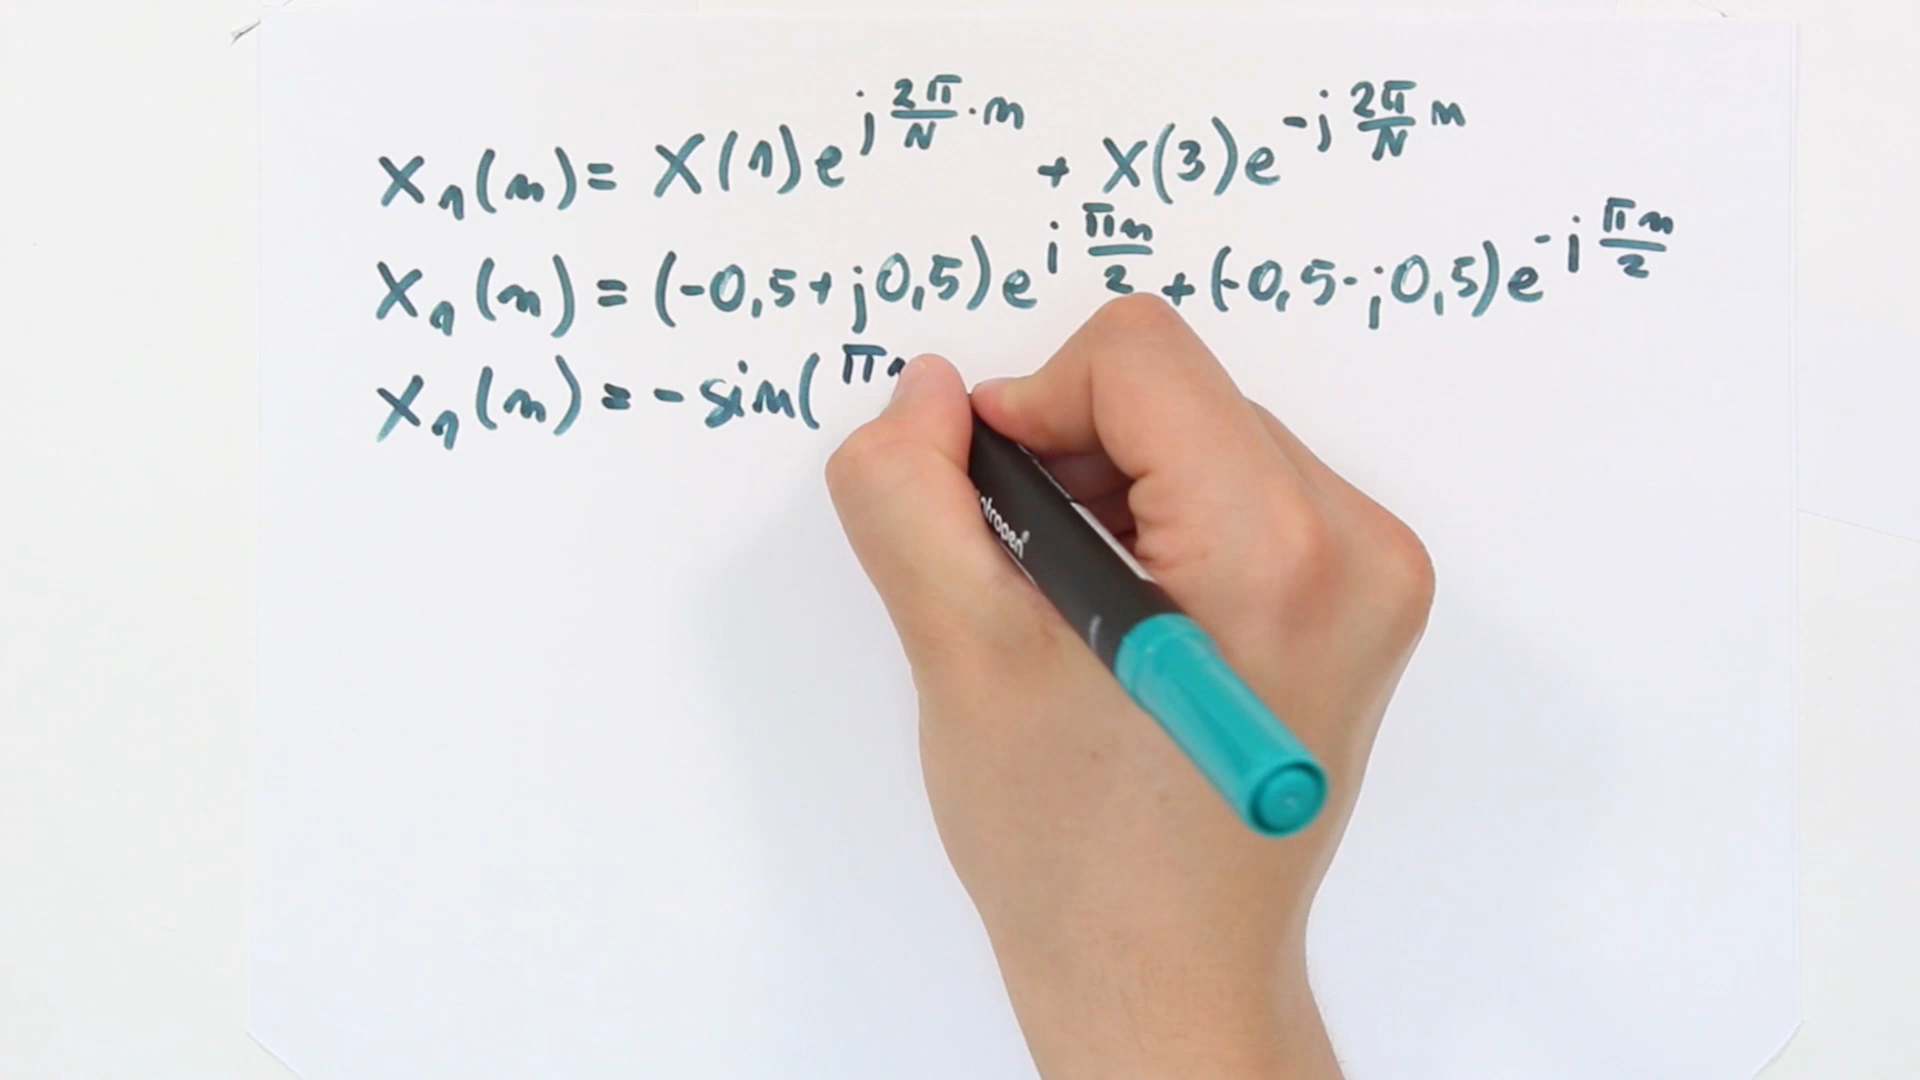 x₁(n) = X(1)e^{j 2π/N · n} + X(3)e^{-j 2π/N n}
x₁(n) = (-0,5+j0,5)e^{j πn/2} + (-0,5-j0,5)e^{-j πn/2}
x₁(n) = - sin( π